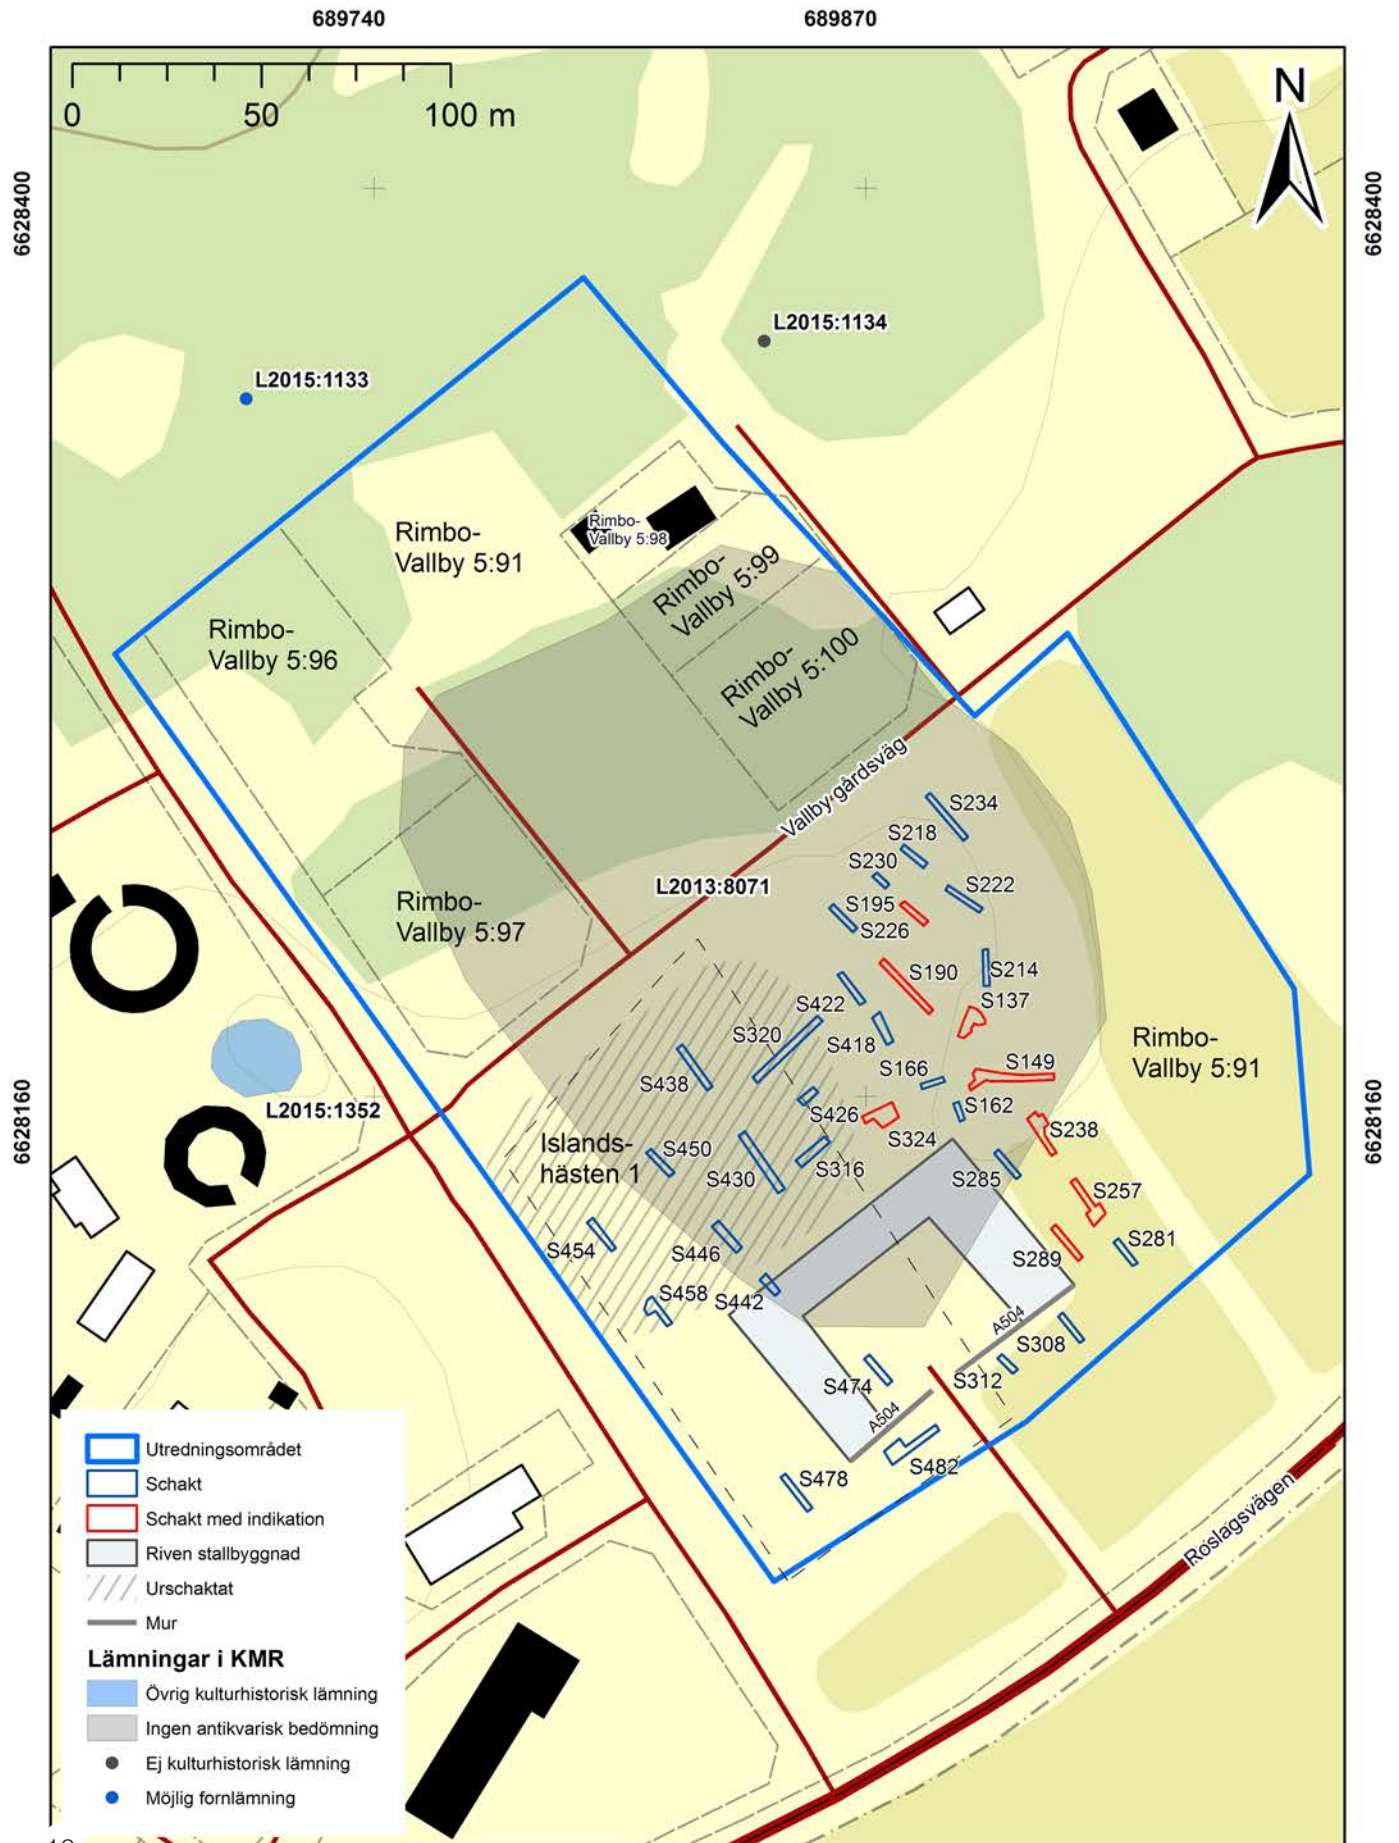 689740
689870
0
50
100 m
N
6628400
6628400
L2015:1134
L2015:1133
Rimbo-
Vallby 5:91
Rimbo-
Vallby 5:98
Rimbo-
Vallby 5:99
Rimbo-
Vallby 5:96
Rimbo-
Vallby 5:100
Vallby gårdsväg
S234
S218
S230
L2013:8071
S222
S195
Rimbo-
Vallby 5:97
S226
S190
S214
S422
S137
S320
S418
Rimbo-
Vallby 5:91
S438
S166
S149
6628160
6628160
L2015:1352
S426
S162
S324
S238
Islands-
hästen 1
S450
S430
S316
S285
S257
S454
S446
S281
S289
S458
S442
A504
S308
S474
S312
A504
S482
S478
Roslagsvägen
Utredningsområdet
Schakt
Schakt med indikation
Riven stallbyggnad
Urschaktat
Mur
Lämningar i KMR
Övrig kulturhistorisk lämning
Ingen antikvarisk bedömning
Ej kulturhistorisk lämning
Möjlig fornlämning